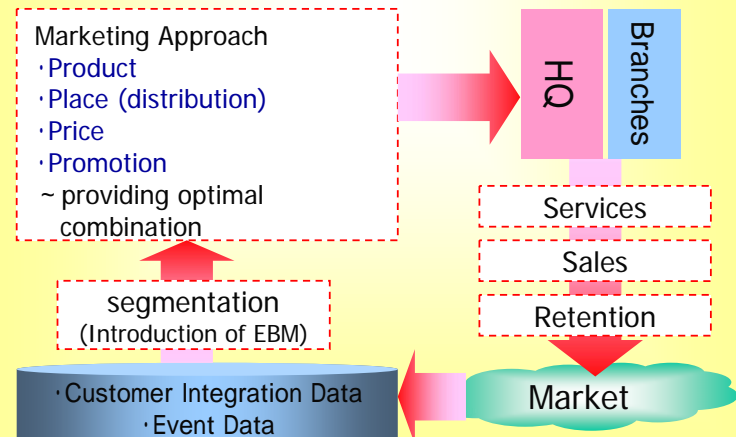 Marketing Approach
·Product
·Place (distribution)
·Price
·Promotion
~ providing optimal
combination
HQ
Branches
Services
Sales
Retention
segmentation
(Introduction of EBM)
·Customer Integration Data
·Event Data
Market